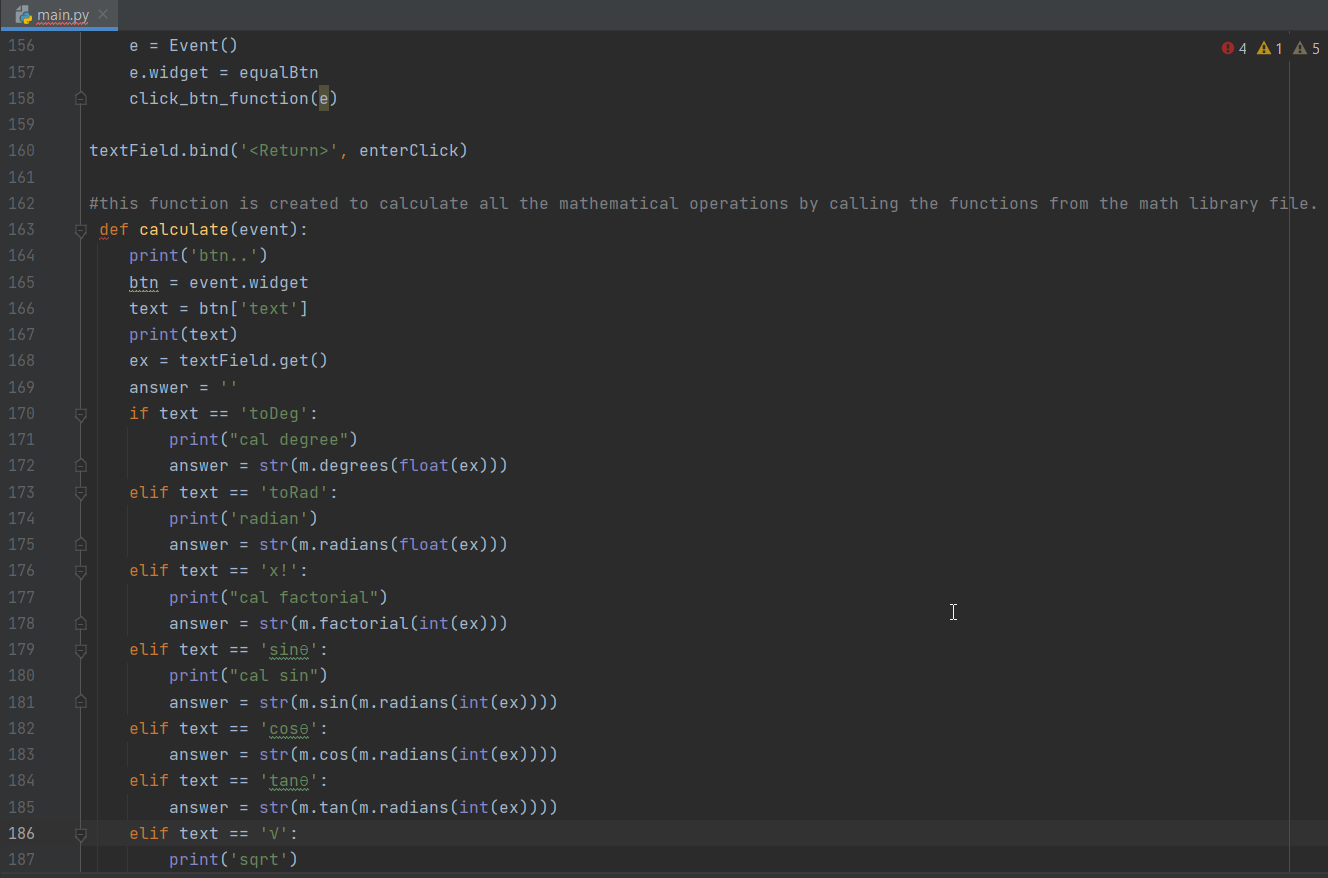 main.py
4 1 5
156 e = Event()
157 e.widget = equalBtn
158 click_btn_function(e)
159
160 textField.bind('<Return>', enterClick)
161
162 #this function is created to calculate all the mathematical operations by calling the functions from the math library file.
163 def calculate(event):
164 print('btn..')
165 btn = event.widget
166 text = btn['text']
167 print(text)
168 ex = textField.get()
169 answer = ''
170 if text == 'toDeg':
171 print("cal degree")
172 answer = str(m.degrees(float(ex)))
173 elif text == 'toRad':
174 print('radian')
175 answer = str(m.radians(float(ex)))
176 elif text == 'x!':
177 print("cal factorial")
178 answer = str(m.factorial(int(ex)))
179 elif text == 'sinθ':
180 print("cal sin")
181 answer = str(m.sin(m.radians(int(ex))))
182 elif text == 'cosθ':
183 answer = str(m.cos(m.radians(int(ex))))
184 elif text == 'tanθ':
185 answer = str(m.tan(m.radians(int(ex))))
186 elif text == '√':
187 print('sqrt')